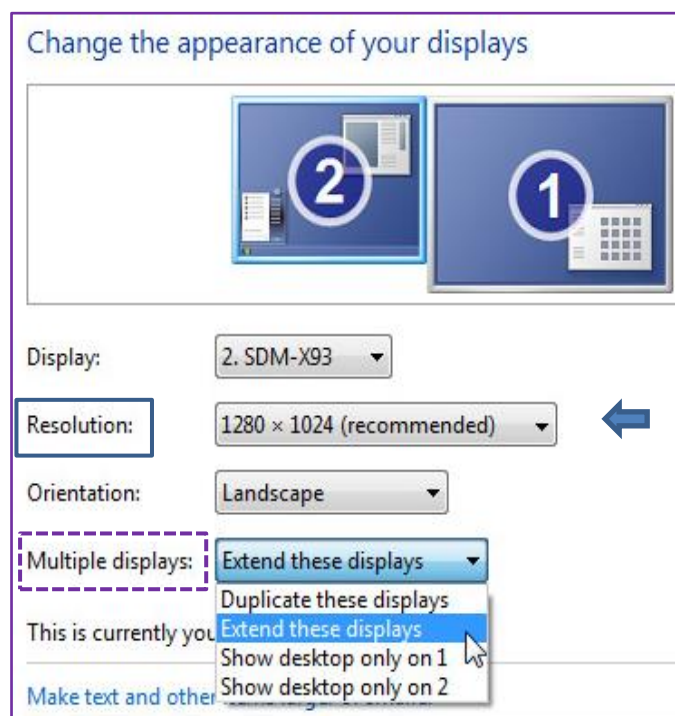 Change the appearance of your displays
2
1
Display: 2. SDM-X93
Resolution: 1280 × 1024 (recommended)
Orientation: Landscape
Multiple displays: Extend these displays
Duplicate these displays
This is currently you
Extend these displays
Show desktop only on 1
Show desktop only on 2
Make text and other